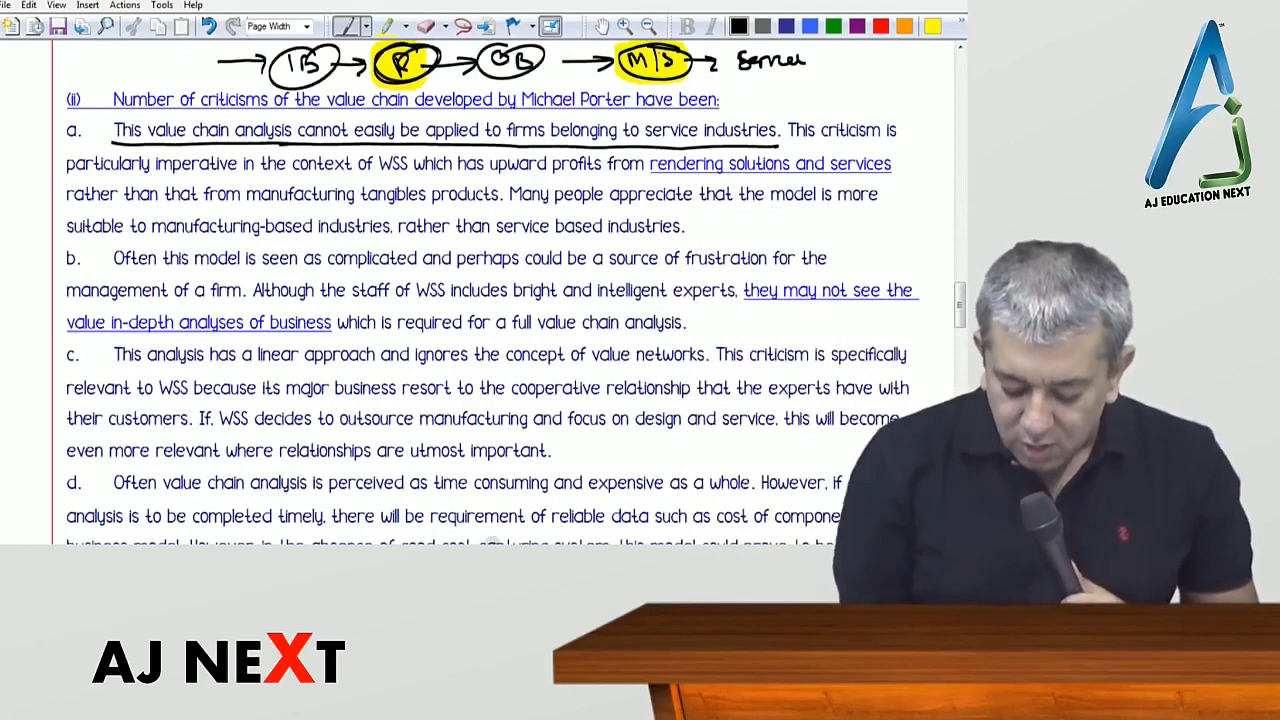 File Edit View Insert Actions Tools Help
Page Width
IB R OB M/S Service
(ii) Number of criticisms of the value chain developed by Michael Porter have been:
a. This value chain analysis cannot easily be applied to firms belonging to service industries. This criticism is
particularly imperative in the context of WSS which has upward profits from rendering solutions and services
rather than that from manufacturing tangibles products. Many people appreciate that the model is more
suitable to manufacturing-based industries, rather than service based industries.
b. Often this model is seen as complicated and perhaps could be a source of frustration for the
management of a firm. Although the staff of WSS includes bright and intelligent experts, they may not see the
value in-depth analyses of business which is required for a full value chain analysis.
c. This analysis has a linear approach and ignores the concept of value networks. This criticism is specifically
relevant to WSS because its major business resort to the cooperative relationship that the experts have with
their customers. If, WSS decides to outsource manufacturing and focus on design and service, this will become
even more relevant where relationships are utmost important.
d. Often value chain analysis is perceived as time consuming and expensive as a whole. However, if
analysis is to be completed timely, there will be requirement of reliable data such as cost of compone
AJ EDUCATION NEXT
AJ NEXT